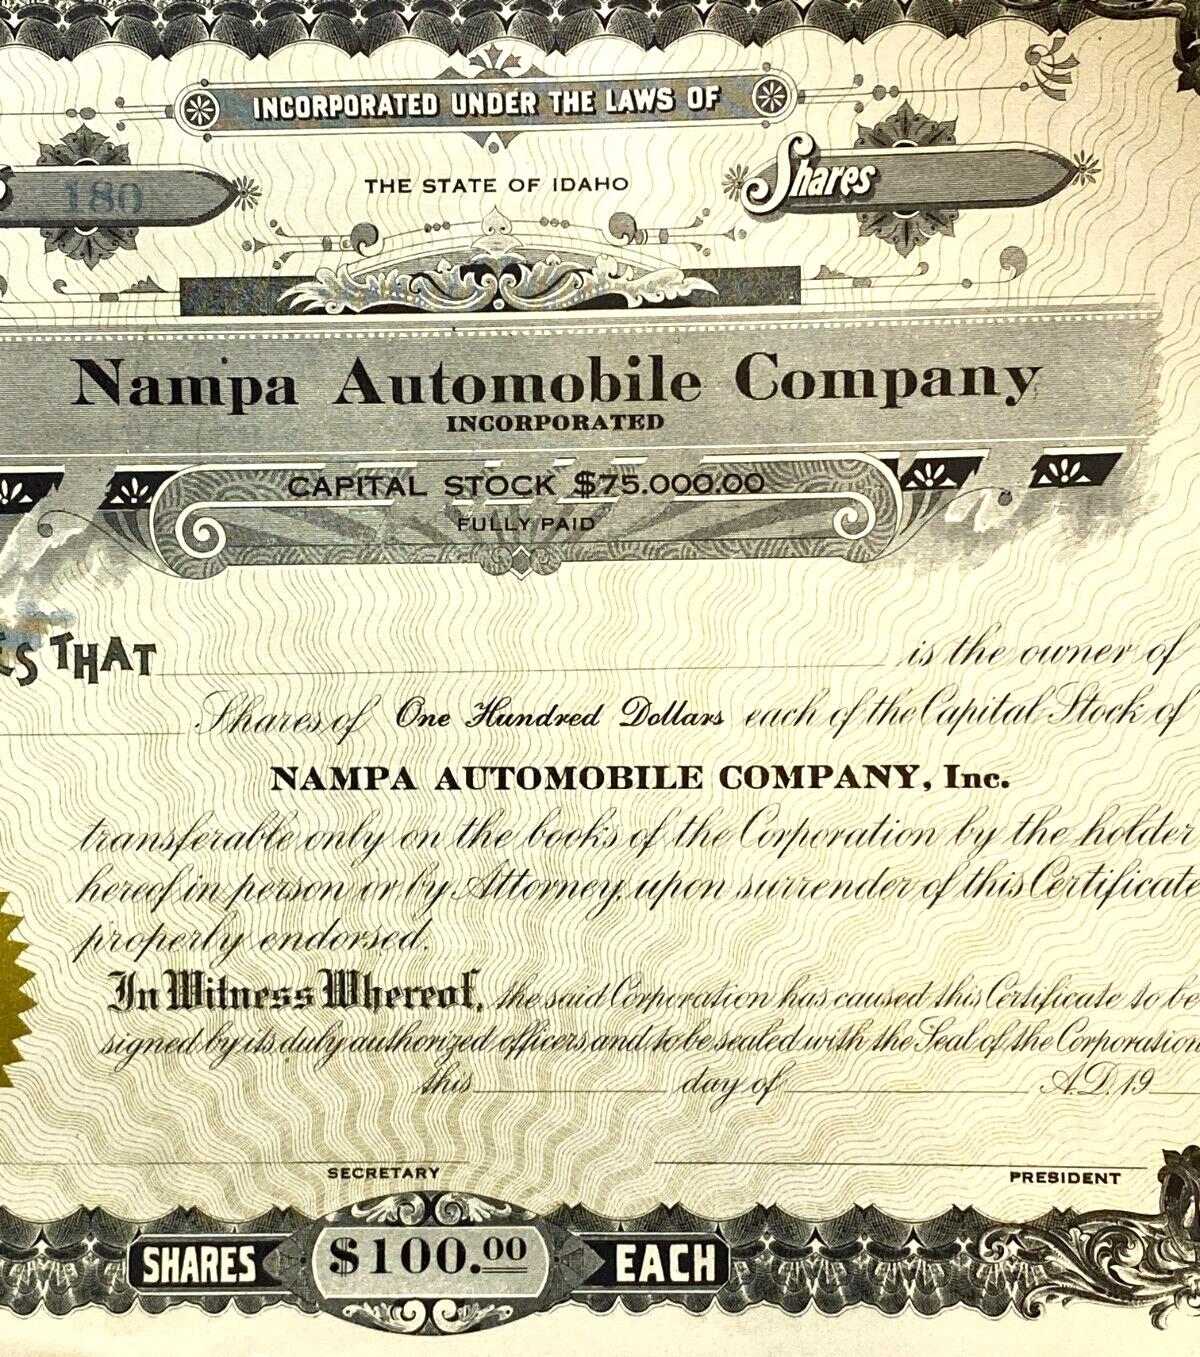 INCORPORATED UNDER THE LAWS OF
180
THE STATE OF IDAHO
Shares
Nampa Automobile Company
INCORPORATED
CAPITAL STOCK $75.000.00
FULLY PAID
THAT is the owner of
Shares of One Hundred Dollars each of the Capital Stock of
NAMPA AUTOMOBILE COMPANY, Inc.
transferable only on the books of the Corporation by the holder
hereof in person or by Attorney, upon surrender of this Certificate
properly endorsed.
In Witness Whereof, the said Corporation has caused this Certificate to be
signed by its duly authorized officers and to be sealed with the Seal of the Corporation
this day of A.D. 19
SECRETARY
PRESIDENT
SHARES $100.00 EACH